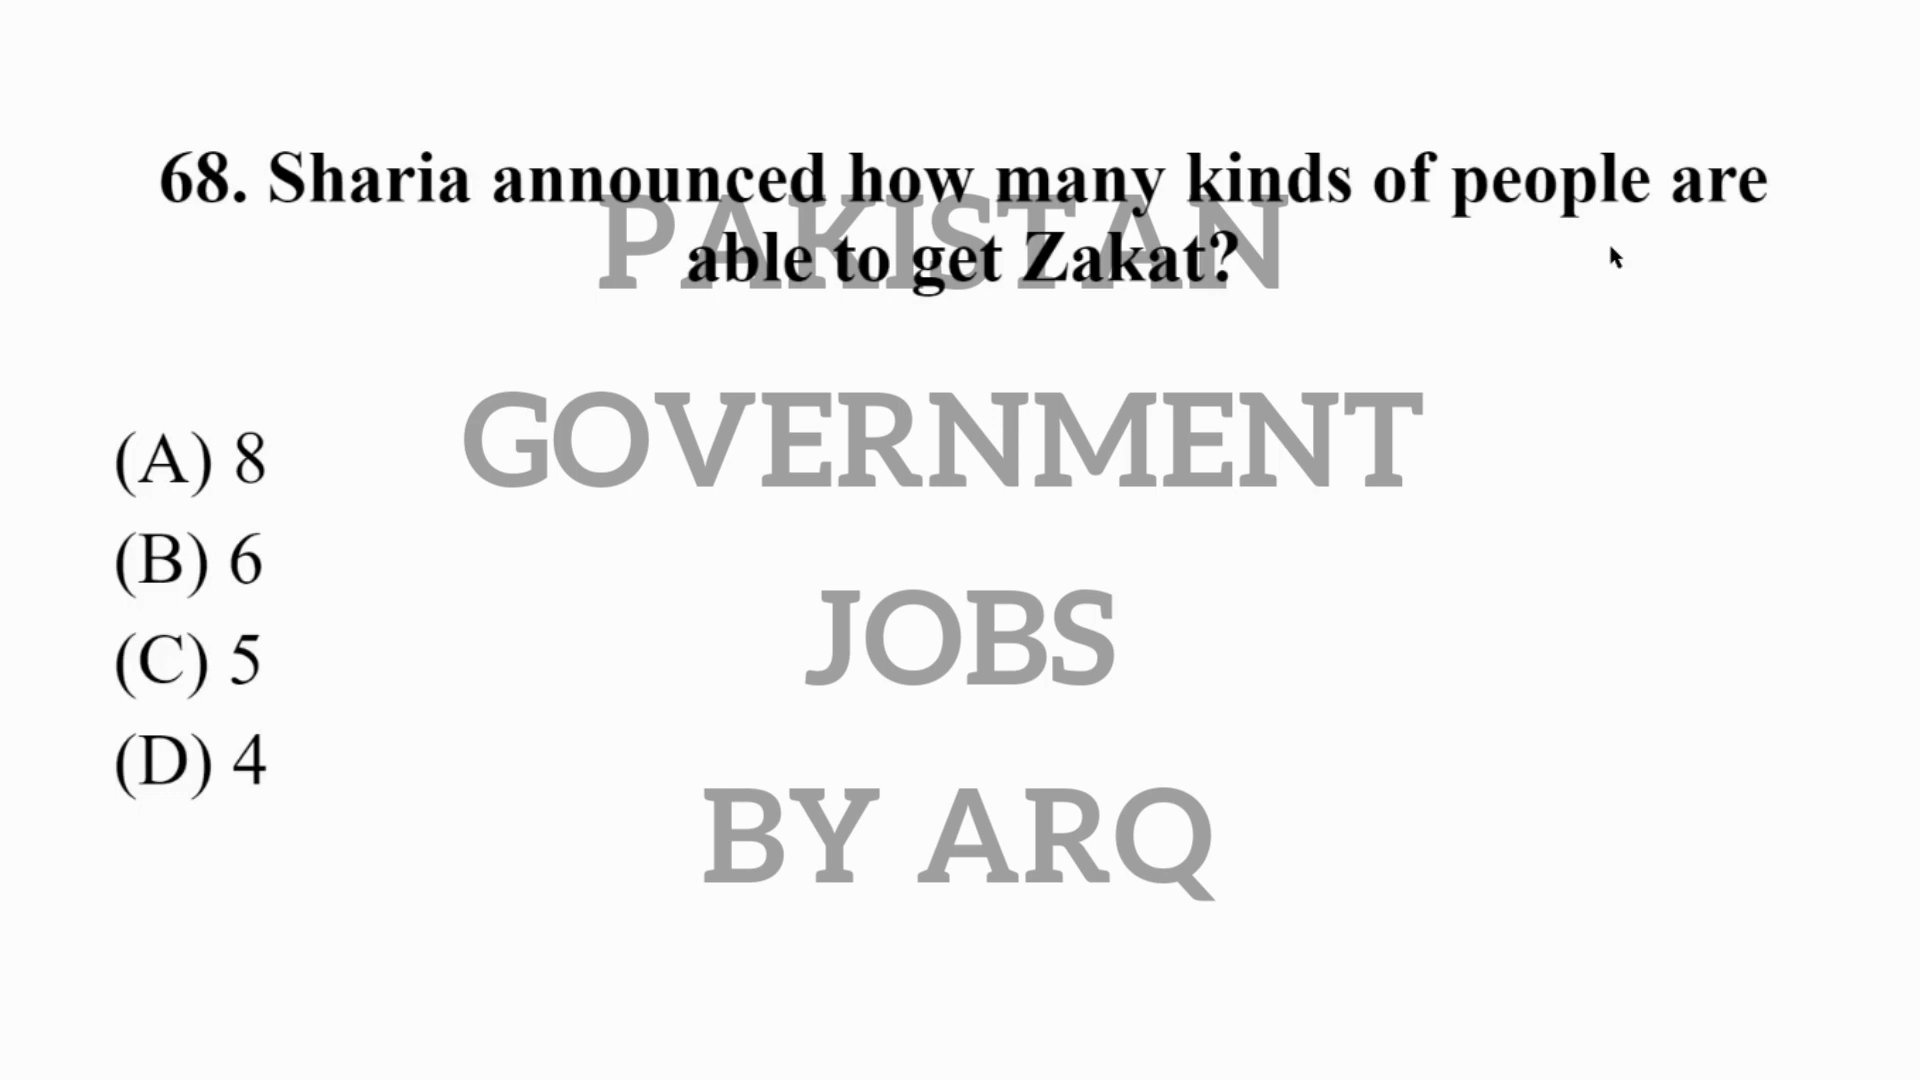 68. Sharia announced how many kinds of people are
able to get Zakat?
PAKISTAN
GOVERNMENT
JOBS
BY ARQ
(A) 8
(B) 6
(C) 5
(D) 4